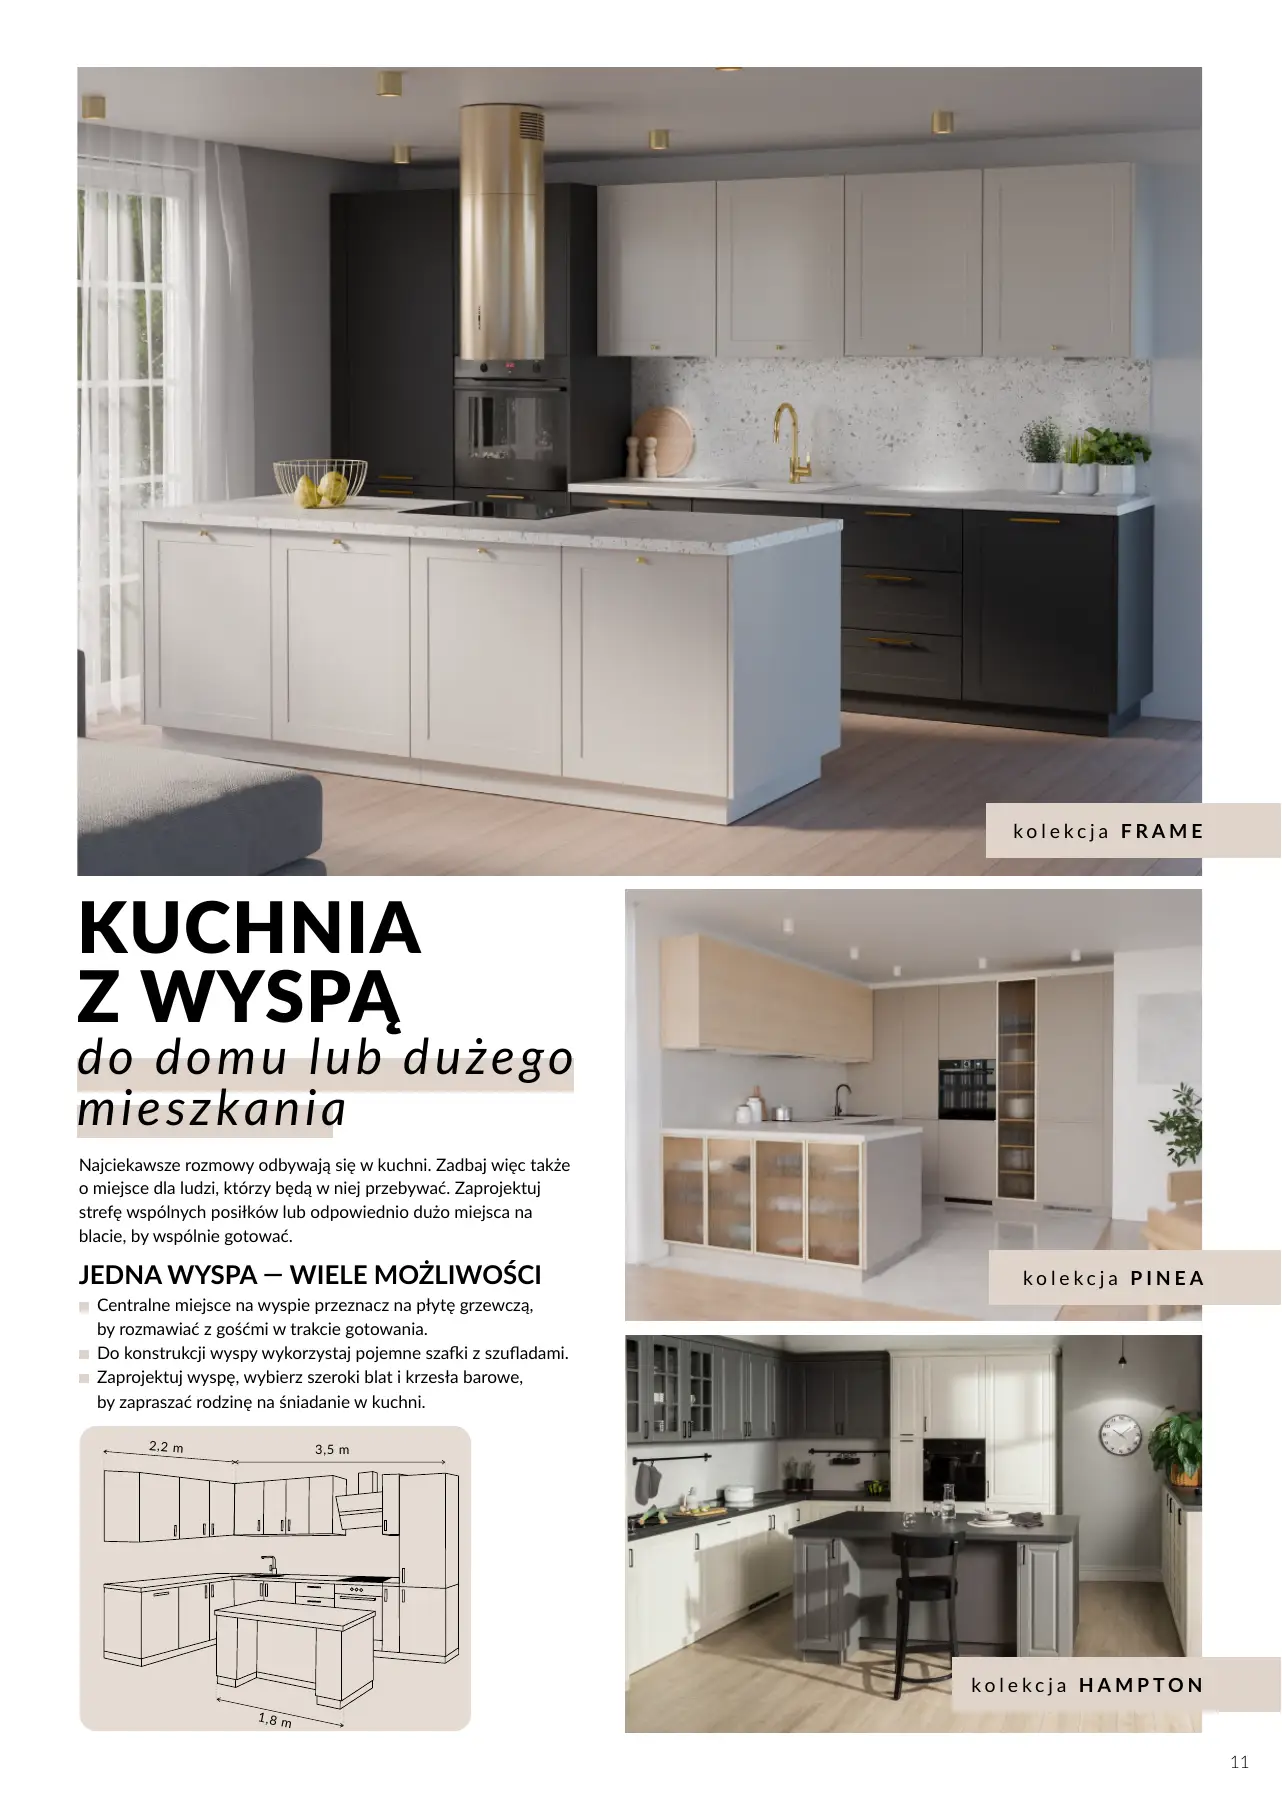 kolekcja FRAME
KUCHNIA
Z WYSPĄ
do domu lub dużego
mieszkania
Najciekawsze rozmowy odbywają się w kuchni. Zadbaj więc także
o miejsce dla ludzi, którzy będą w niej przebywać. Zaprojektuj
strefę wspólnych posiłków lub odpowiednio dużo miejsca na
blacie, by wspólnie gotować.
JEDNA WYSPA — WIELE MOŻLIWOŚCI
Centralne miejsce na wyspie przeznacz na płytę grzewczą,
by rozmawiać z gośćmi w trakcie gotowania.
Do konstrukcji wyspy wykorzystaj pojemne szafki z szufladami.
Zaprojektuj wyspę, wybierz szeroki blat i krzesła barowe,
by zapraszać rodzinę na śniadanie w kuchni.
2,2 m
3,5 m
1,8 m
kolekcja PINEA
kolekcja HAMPTON
11